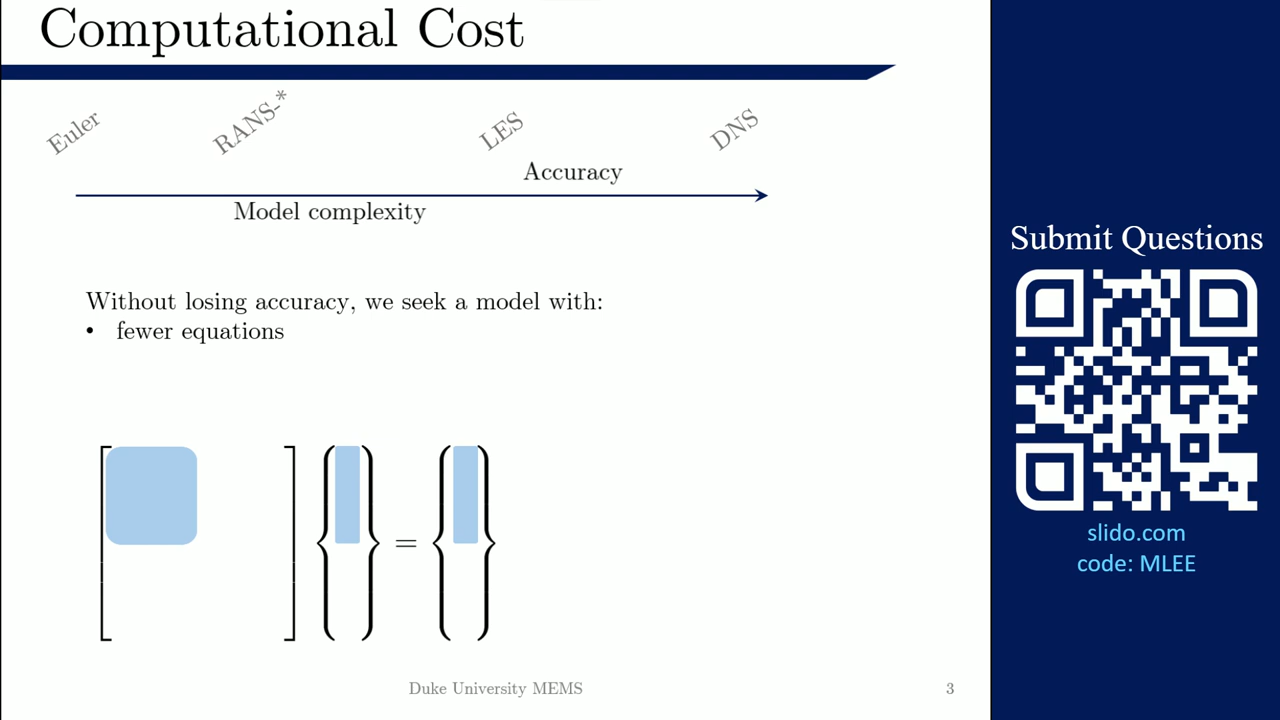 Computational Cost
Euler
RANS-*
LES
DNS
Accuracy
Model complexity
Without losing accuracy, we seek a model with:
• fewer equations
=
Duke University MEMS
3
Submit Questions
slido.com
code: MLEE